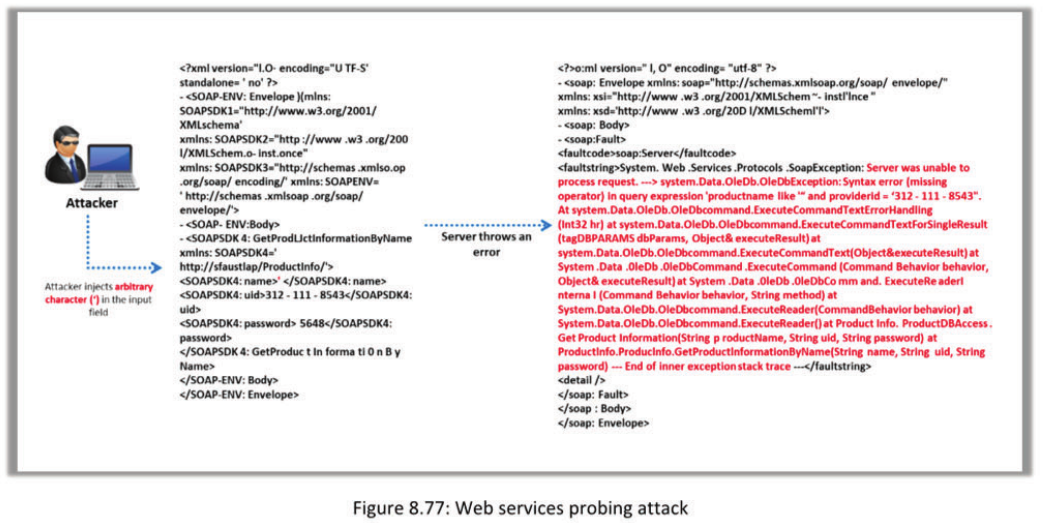 <?xml version="I.O- encoding="U TF-S'
standalone= ' no' ?>
- <SOAP-ENV: Envelope }{mlns:
SOAPSDK1="http://www.w3.org/2001/
XMLschema'
xmlns: SOAPSDK2="http ://www .w3 .org/200
I/XMLSchem.o- inst.once"
xmlns: SOAPSDK3="http://schemas .xmlso.op
.org/soap/ encoding/' xmlns: SOAPENV=
' http://schemas .xmlsoap .org/soap/
envelope/'>
- <SOAP- ENV:Body>
- <SOAPSDK 4: GetProdLJctInformationByName
xmlns: SOAPSDK4='
http://sfaustlap/ProductInfo/'>
<SOAPSDK4: name>' </SOAPSDK4: name>
<SOAPSDK4: uid>312 - 111 - 8543</SOAPSDK4:
uid>
<SOAPSDK4: password> 5648</SOAPSDK4:
password>
</SOAPSDK 4: GetProduc t In forma ti 0 n B y
Name>
</SOAP-ENV: Body>
</SOAP-ENV: Envelope>
Attacker
Attacker injects arbitrary
character (') in the input
field
Server throws an
error
<?>o:ml version=" I, O" encoding= "utf-8" ?>
- <soap: Envelope xmlns: soap="http://schemas.xmlsoap.org/soap/ envelope/"
xmlns: xsi="http://www .w3 .org/2001/XMLSchem ~- instl'lnce "
xmlns: xsd='http://www .w3 .org/20D I/XMLScheml'l'>
- <soap: Body>
- <soap:Fault>
<faultcode>soap:Server</faultcode>
<faultstring>System. Web .Services .Protocols .SoapException: Server was unable to
process request. ---> system.Data.OleDb.OleDbException: Syntax error (missing
operator) in query expression 'productname like '" and providerid = '312 - 111 - 8543".
At system.Data.OleDb.OleDbcommand.ExecuteCommandTextErrorHandling
(Int32 hr) at system.Data.OleDb.OleDbcommand.ExecuteCommandTextForSingleResult
(tagDBPARAMS dbParams, Object& executeResult) at
system.Data.OleDb.OleDbcommand.ExecuteCommandText(Object&executeResult) at
System .Data .0leDb .0leDbCommand .ExecuteCommand (Command Behavior behavior,
Object& executeResult) at System .Data .0leDb .0leDbCo mm and. ExecuteRe aderI
nterna I (Command Behavior behavior, String method) at
System.Data.OleDb.OleDbcommand.ExecuteReader(CommandBehavior behavior) at
System.Data.OleDb.OleDbcommand.ExecuteReader() at Product Info. ProductDBAccess .
Get Product Information(String p roductName, String uid, String password) at
ProductInfo.ProducInfo.GetProductInformationByName(String name, String uid, String
password) --- End of inner exception stack trace ---</faultstring>
<detail />
</soap: Fault>
</soap : Body>
</soap: Envelope>
Figure 8.77: Web services probing attack